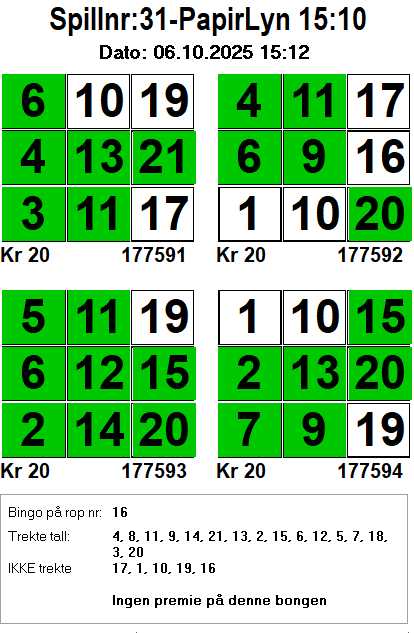 Spillnr:31-PapirLyn 15:10
Dato: 06.10.2025 15:12
6 10 19
4 13 21
3 11 17
Kr 20 177591
4 11 17
6 9 16
1 10 20
Kr 20 177592
5 11 19
6 12 15
2 14 20
Kr 20 177593
1 10 15
2 13 20
7 9 19
Kr 20 177594
Bingo på rop nr: 16
Trekte tall: 4, 8, 11, 9, 14, 21, 13, 2, 15, 6, 12, 5, 7, 18,
3, 20
IKKE trekte 17, 1, 10, 19, 16
Ingen premie på denne bongen